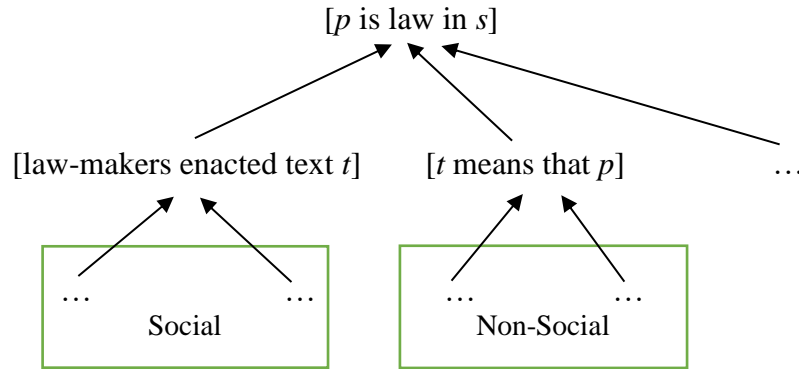 [p is law in s]
[law-makers enacted text t] [t means that p] …
… … … …
Social Non-Social